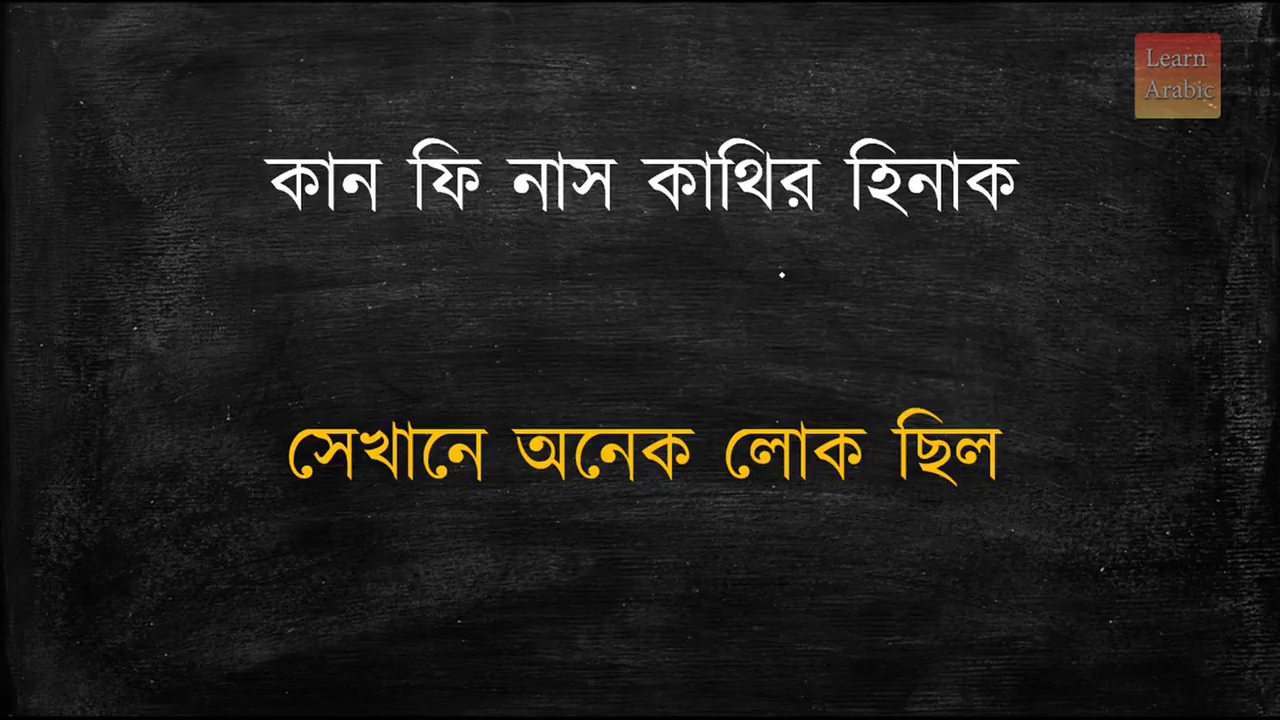 Learn
Arabic
কান ফি নাস কাথির হিনাক
সেখানে অনেক লোক ছিল